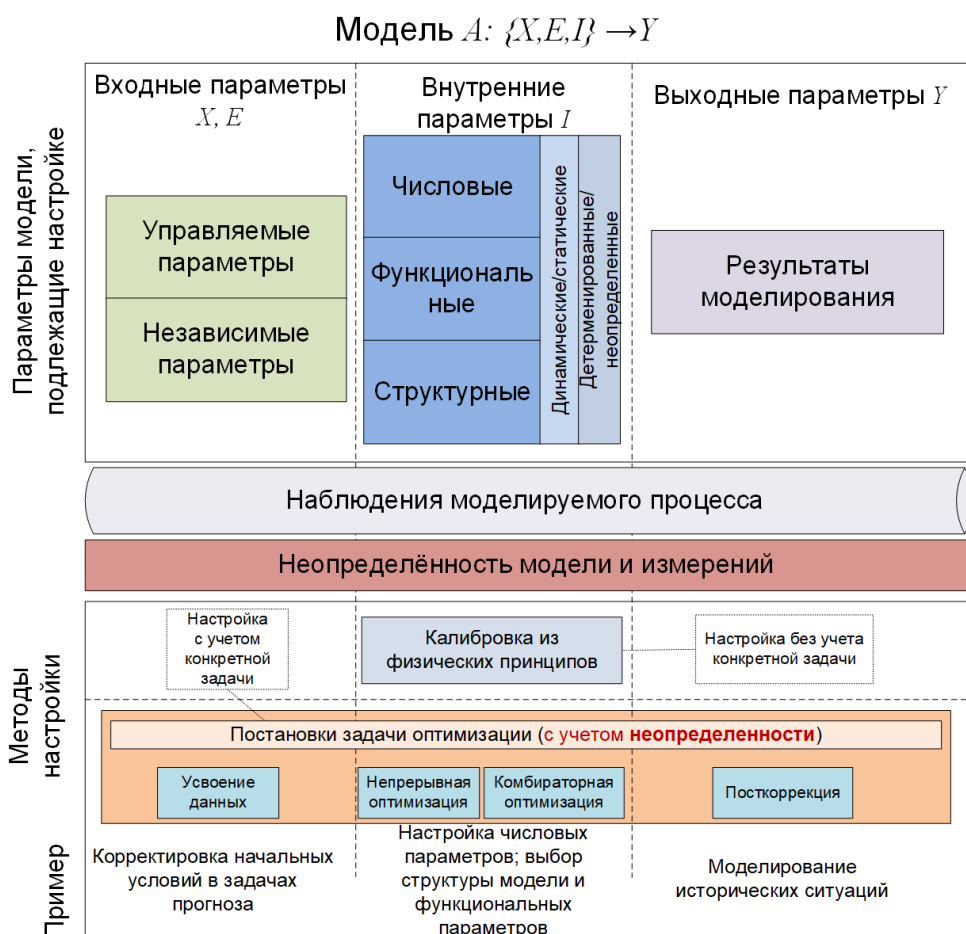 Модель A: {X,E,I} →Y
Параметры модели,
подлежащие настройке
Входные параметры
X, E
Управляемые
параметры
Независимые
параметры
Внутренние
параметры I
Числовые
Функциональ
ные
Структурные
Динамические/статические
Детерменированные/
неопределенные
Выходные параметры Y
Результаты
моделирования
Наблюдения моделируемого процесса
Неопределённость модели и измерений
Методы
настройки
Настройка
с учетом
конкретной
задачи
Калибровка из
физических принципов
Настройка без учета
конкретной задачи
Постановки задачи оптимизации (с учетом неопределенности)
Усвоение
данных
Непрерывная
оптимизация
Комбираторная
оптимизация
Посткоррекция
Пример
Корректировка начальных
условий в задачах
прогноза
Настройка числовых
параметров; выбор
структуры модели и
функциональных
параметров
Моделирование
исторических ситуаций